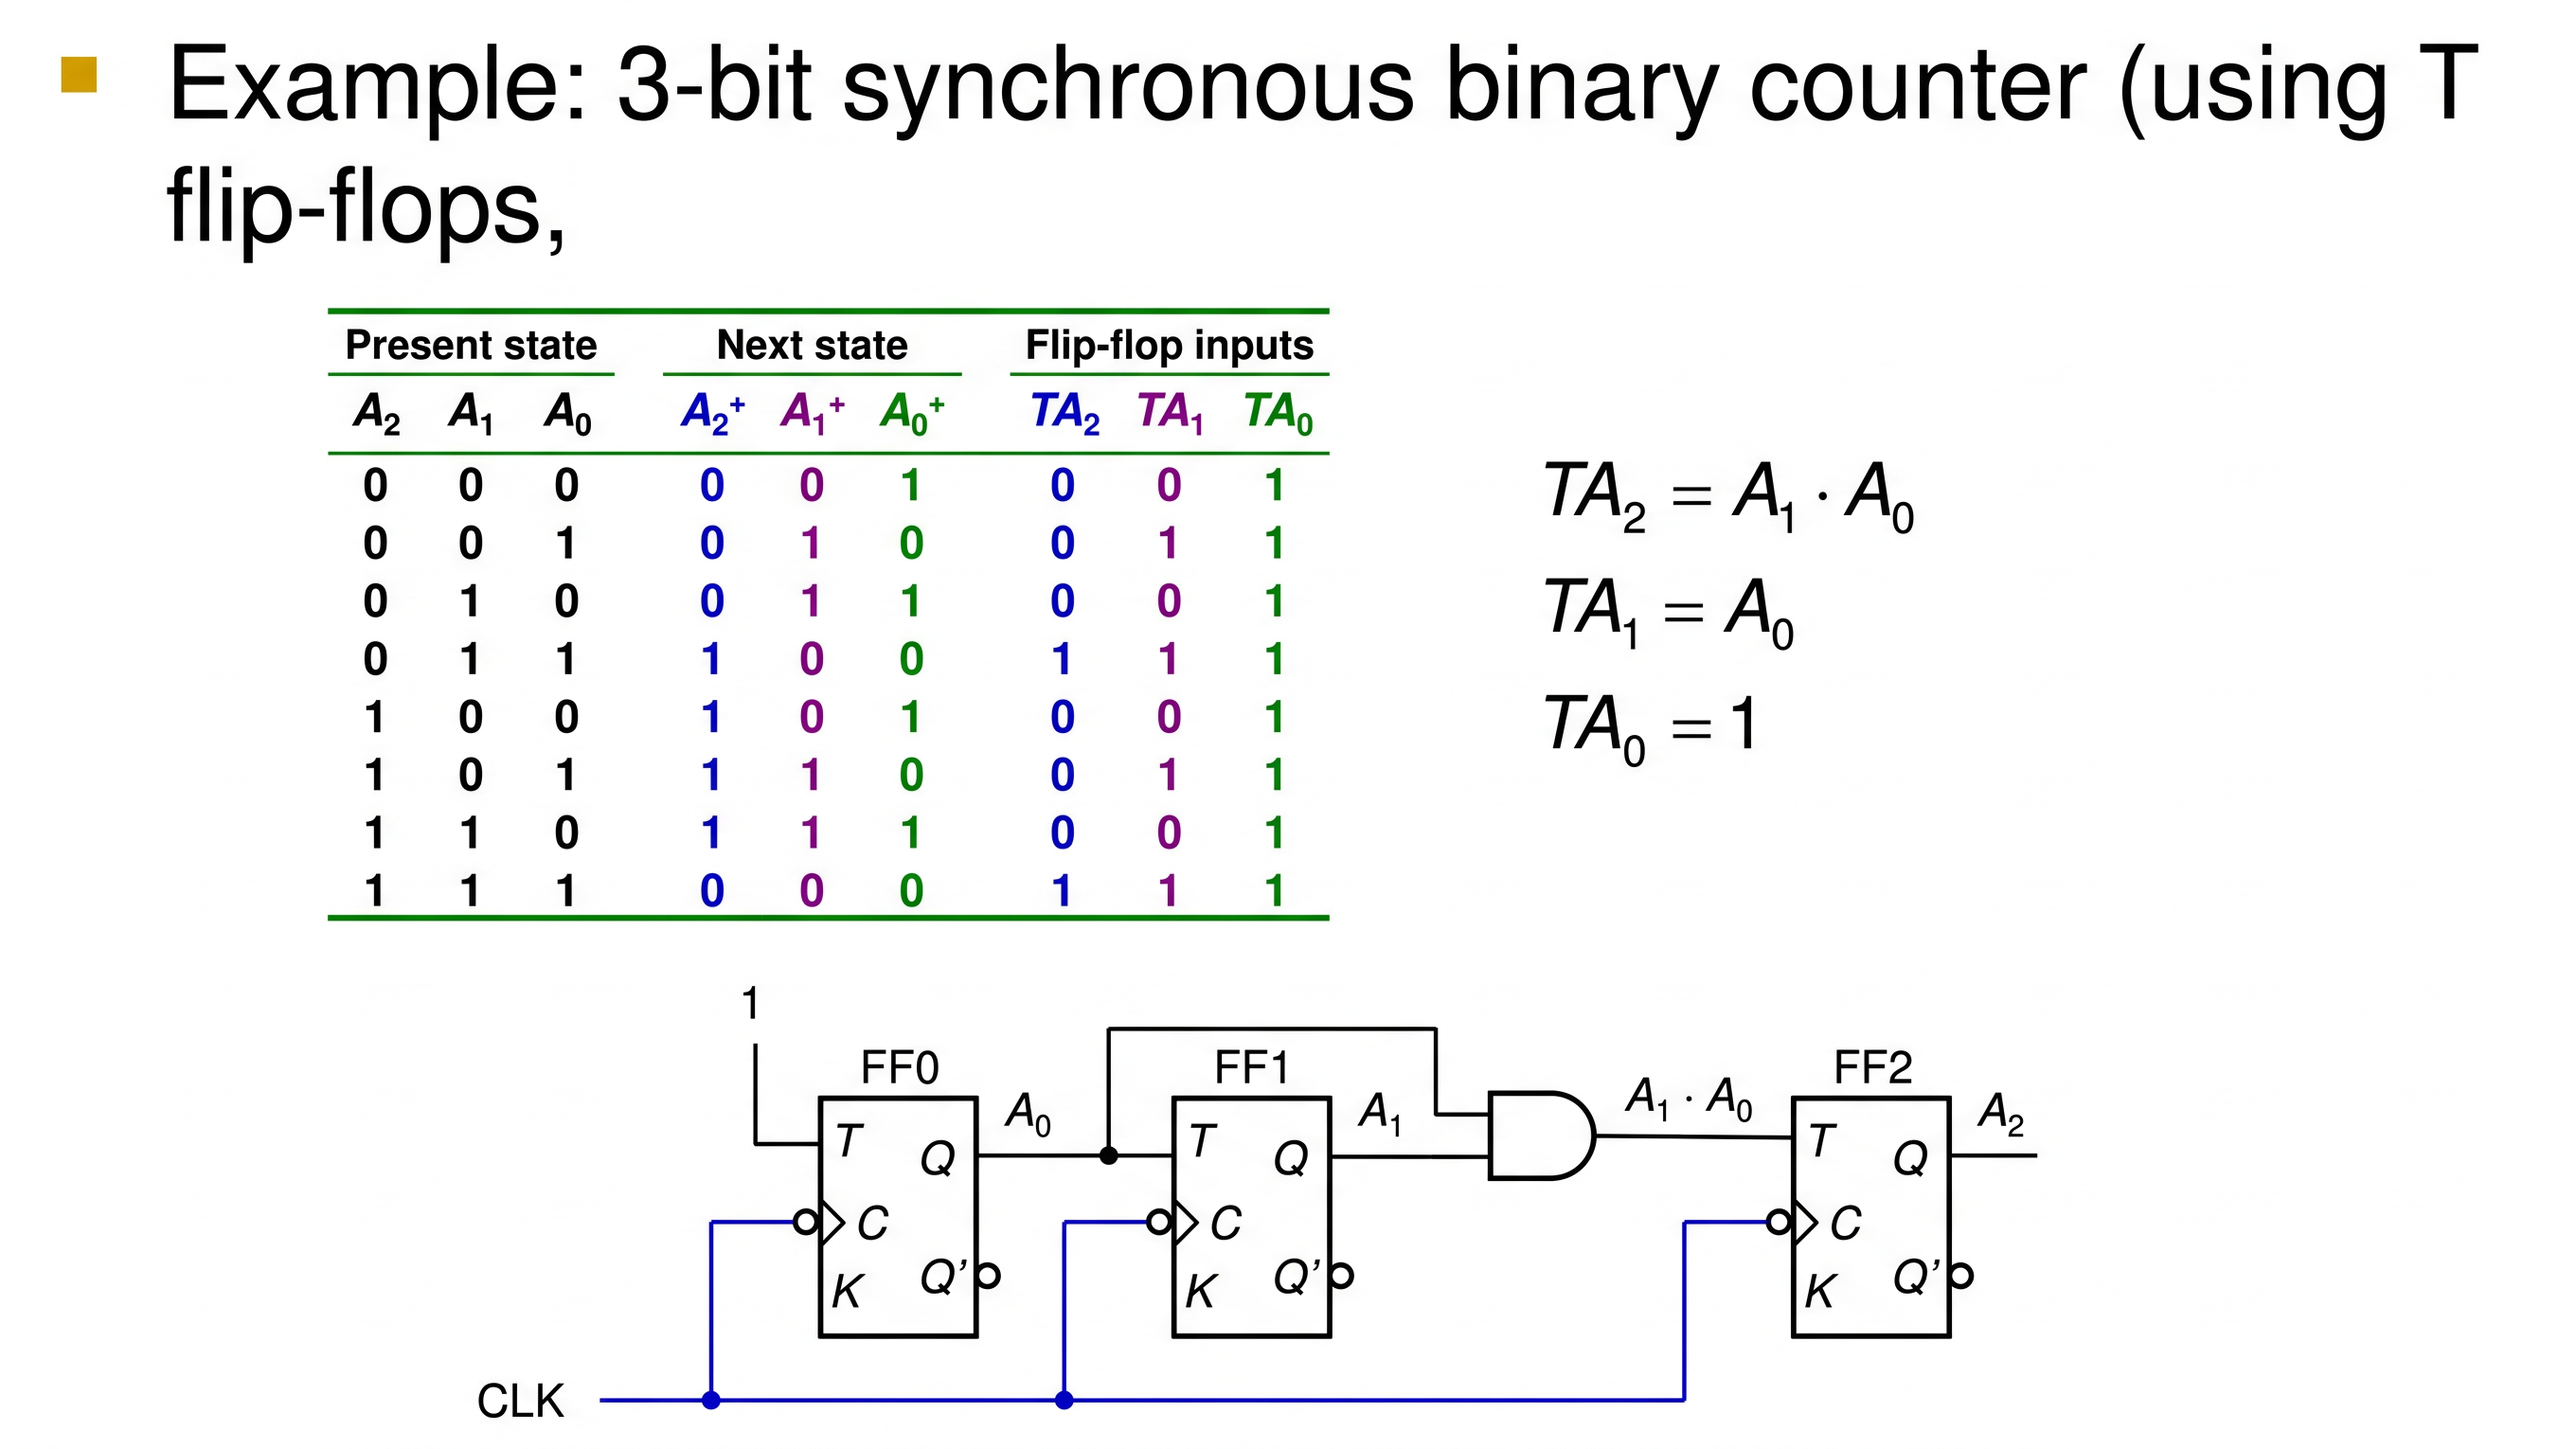 Example: 3-bit synchronous binary counter (using T
flip-flops,
Present state Next state Flip-flop inputs
A₂ A₁ A₀ A₂⁺ A₁⁺ A₀⁺ TA₂ TA₁ TA₀
0 0 0 0 0 1 0 0 1
0 0 1 0 1 0 0 1 1
0 1 0 0 1 1 0 0 1
0 1 1 1 0 0 1 1 1
1 0 0 1 0 1 0 0 1
1 0 1 1 1 0 0 1 1
1 1 0 1 1 1 0 0 1
1 1 1 0 0 0 1 1 1
TA₂ = A₁ · A₀
TA₁ = A₀
TA₀ = 1
1
FF0 FF1 FF2
A₀ A₁ A₁ · A₀ A₂
T Q T Q T Q
C C C
K Q' K Q' K Q'
CLK